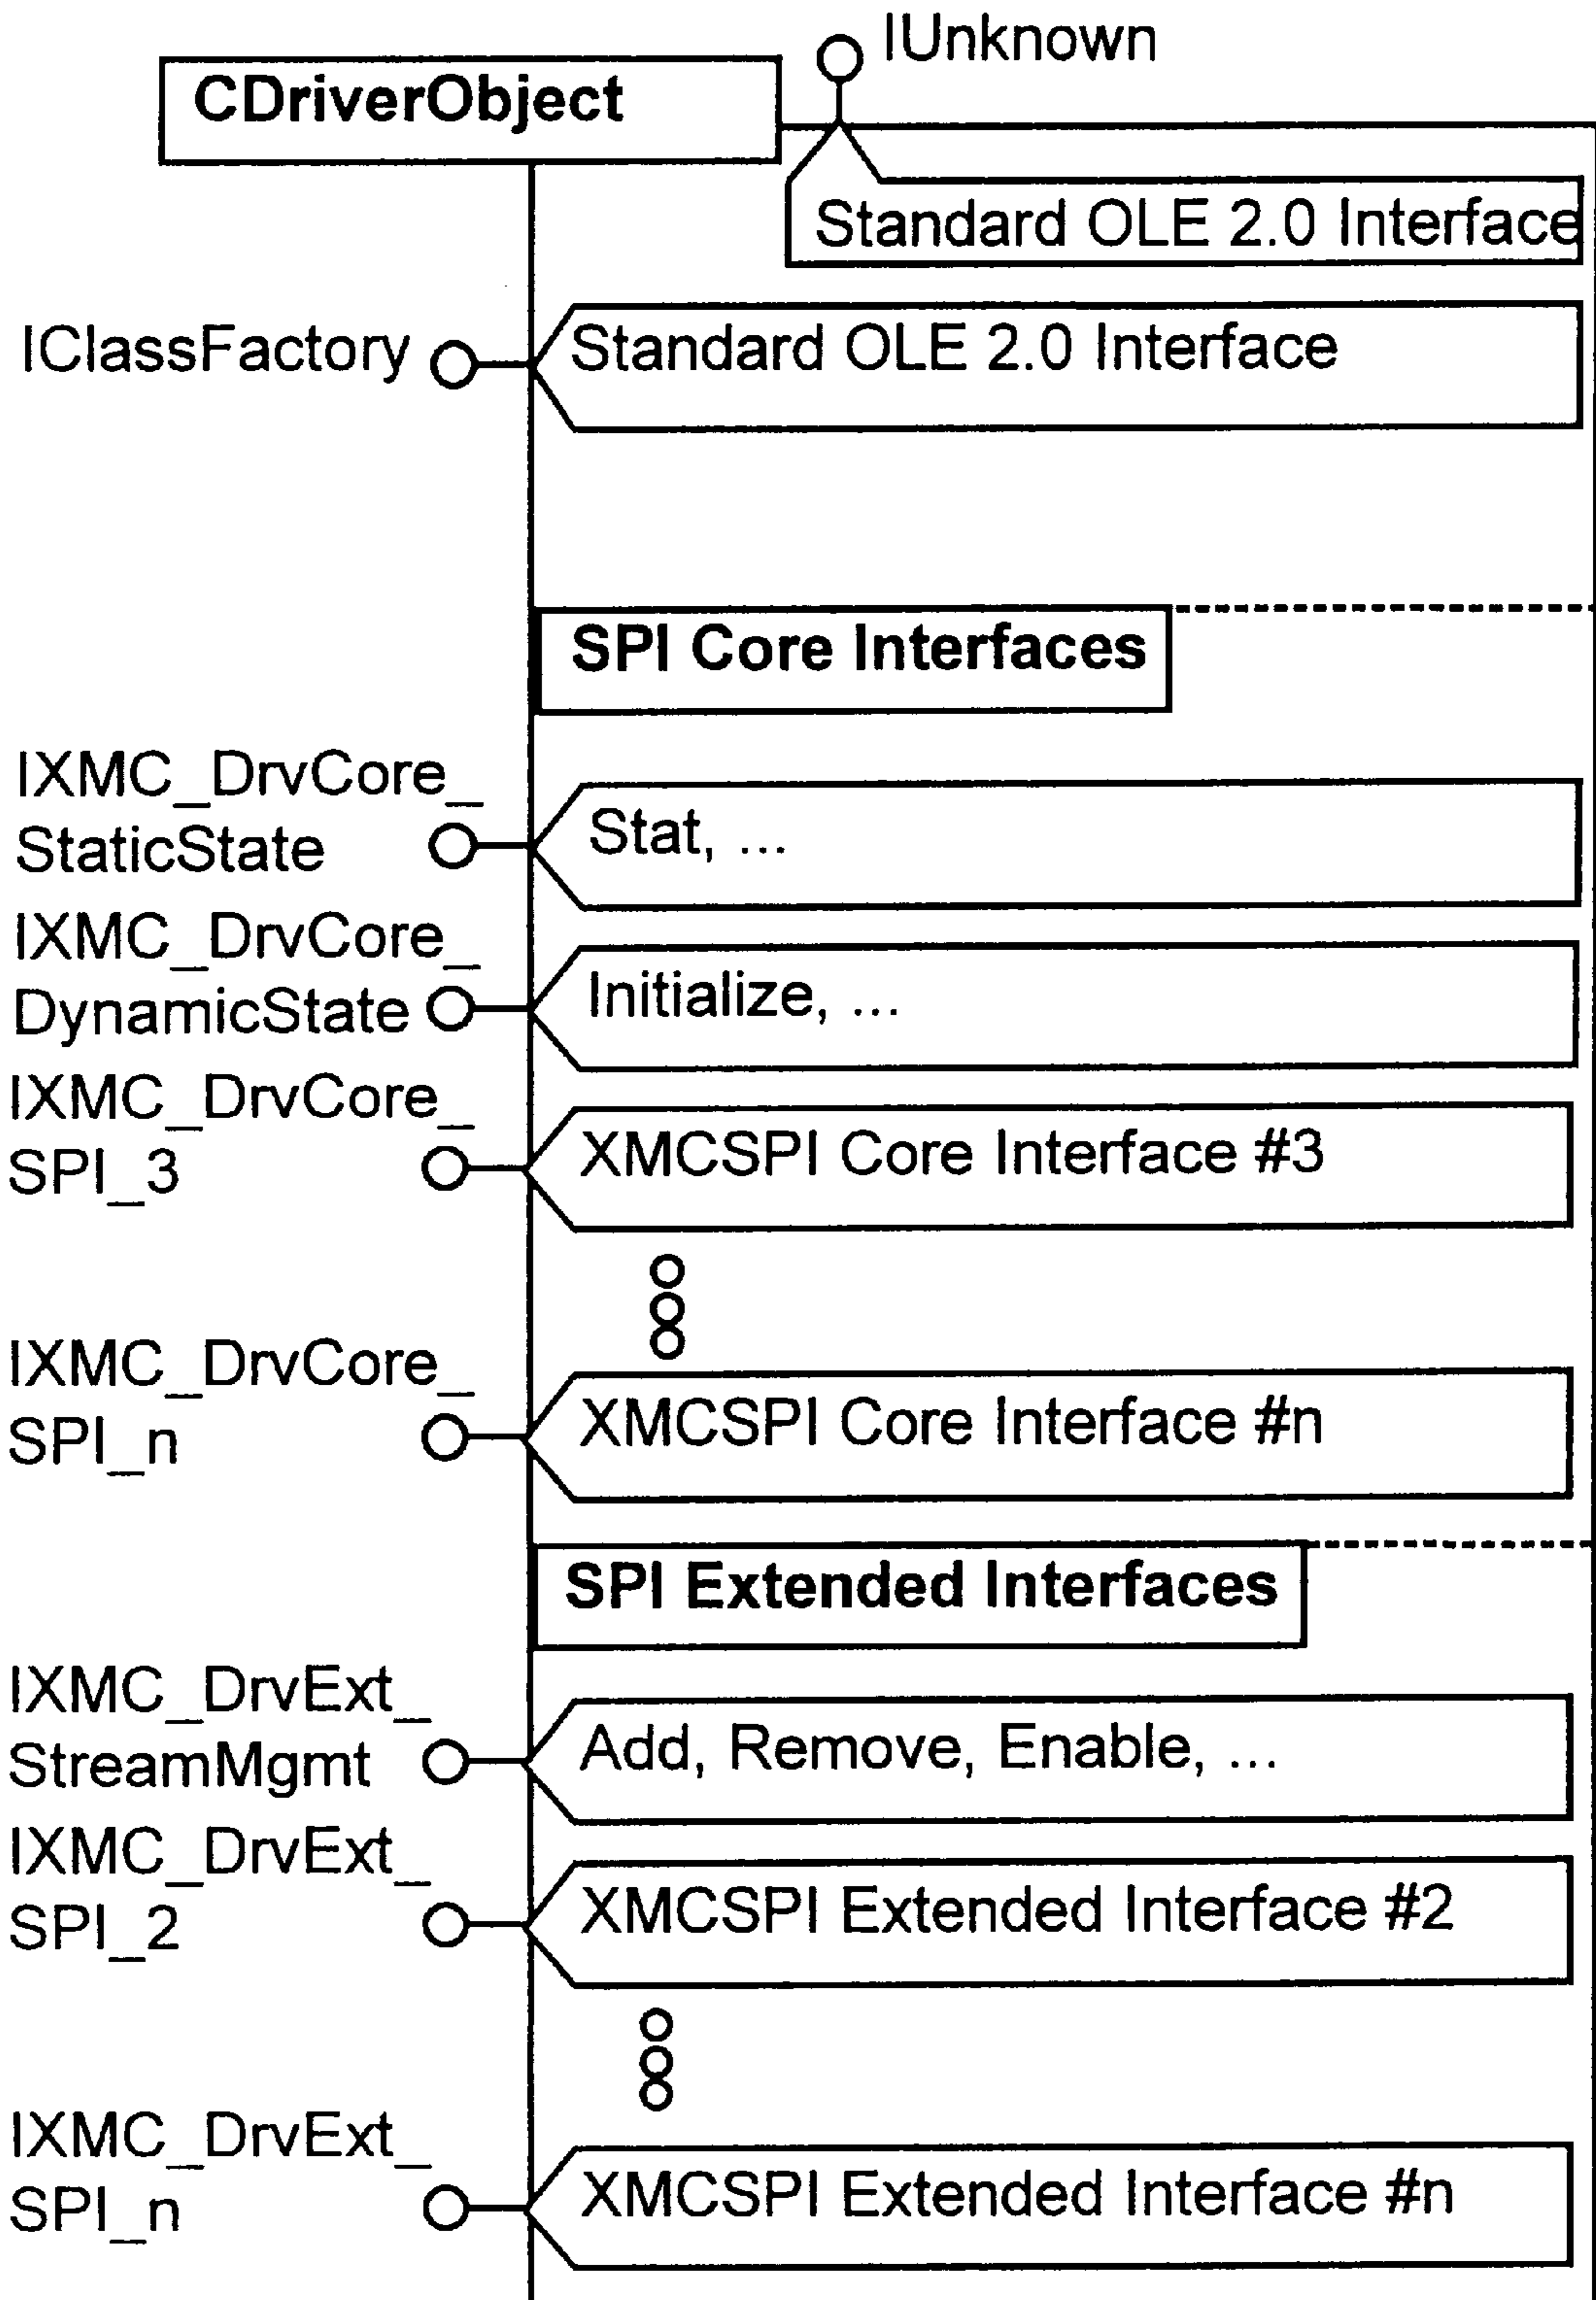 IUnknown
CDriverObject
Standard OLE 2.0 Interface
IClassFactory
Standard OLE 2.0 Interface
SPI Core Interfaces
IXMC_DrvCore_
StaticState
Stat, ...
IXMC_DrvCore_
DynamicState
Initialize, ...
IXMC_DrvCore_
SPI_3
XMCSPI Core Interface #3
IXMC_DrvCore_
SPI_n
XMCSPI Core Interface #n
SPI Extended Interfaces
IXMC_DrvExt_
StreamMgmt
Add, Remove, Enable, ...
IXMC_DrvExt_
SPI_2
XMCSPI Extended Interface #2
IXMC_DrvExt_
SPI_n
XMCSPI Extended Interface #n